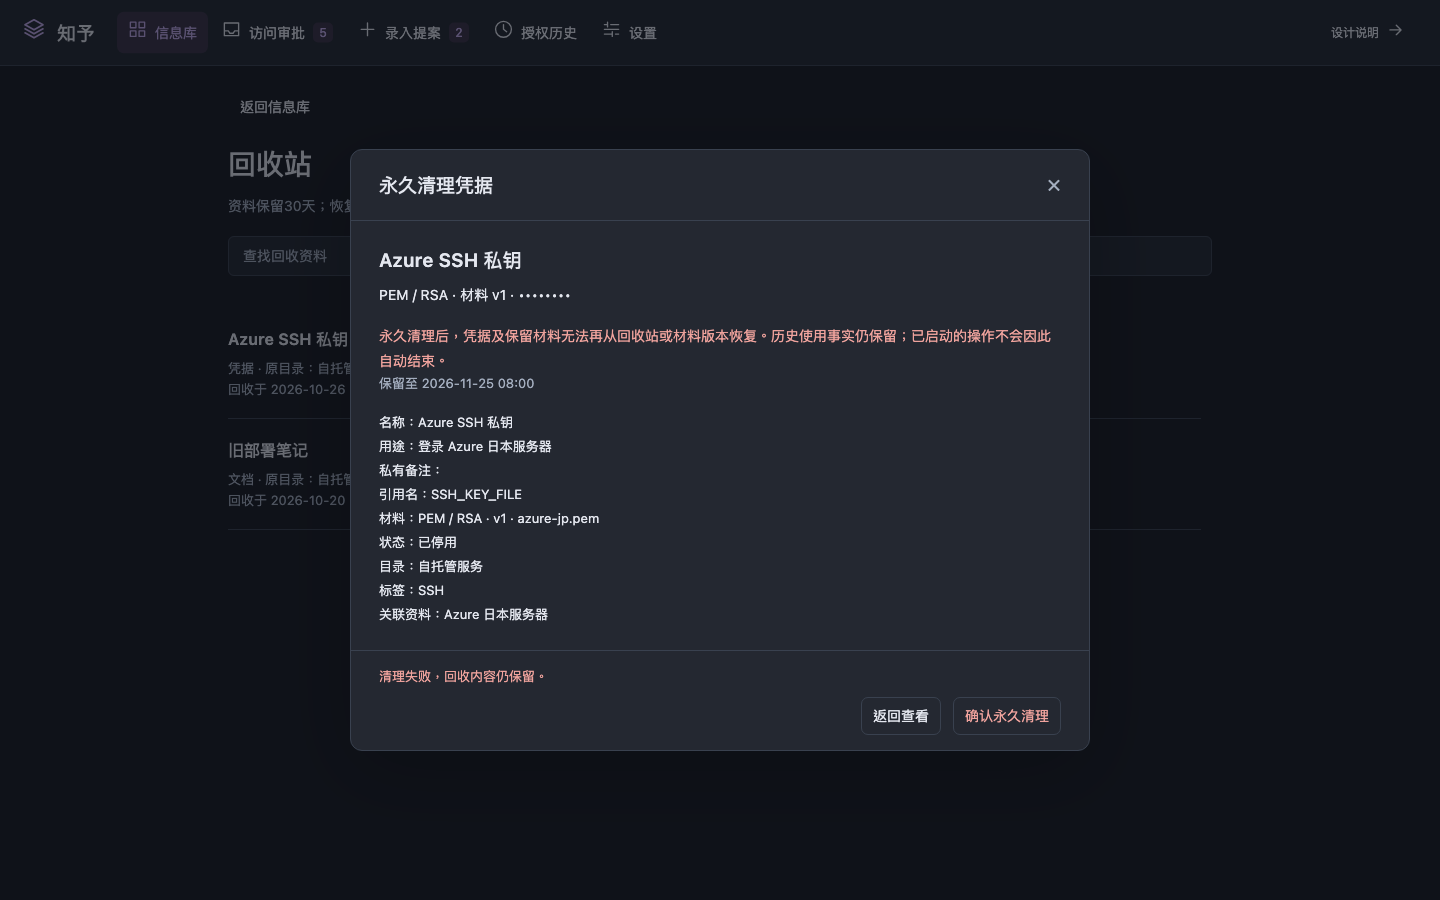 知予
信息库
访问审批 5
录入提案 2
授权历史
设置
设计说明
返回信息库
回收站
资料保留30天；恢复
查找回收资料
Azure SSH 私钥
凭据 · 原目录：自托管
回收于 2026-10-26
旧部署笔记
文档 · 原目录：自托管
回收于 2026-10-20
永久清理凭据
Azure SSH 私钥
PEM / RSA · 材料 v1 · ••••••••
永久清理后，凭据及保留材料无法再从回收站或材料版本恢复。历史使用事实仍保留；已启动的操作不会因此
自动结束。
保留至 2026-11-25 08:00
名称：Azure SSH 私钥
用途：登录 Azure 日本服务器
私有备注：
引用名：SSH_KEY_FILE
材料：PEM / RSA · v1 · azure-jp.pem
状态：已停用
目录：自托管服务
标签：SSH
关联资料：Azure 日本服务器
清理失败，回收内容仍保留。
返回查看
确认永久清理